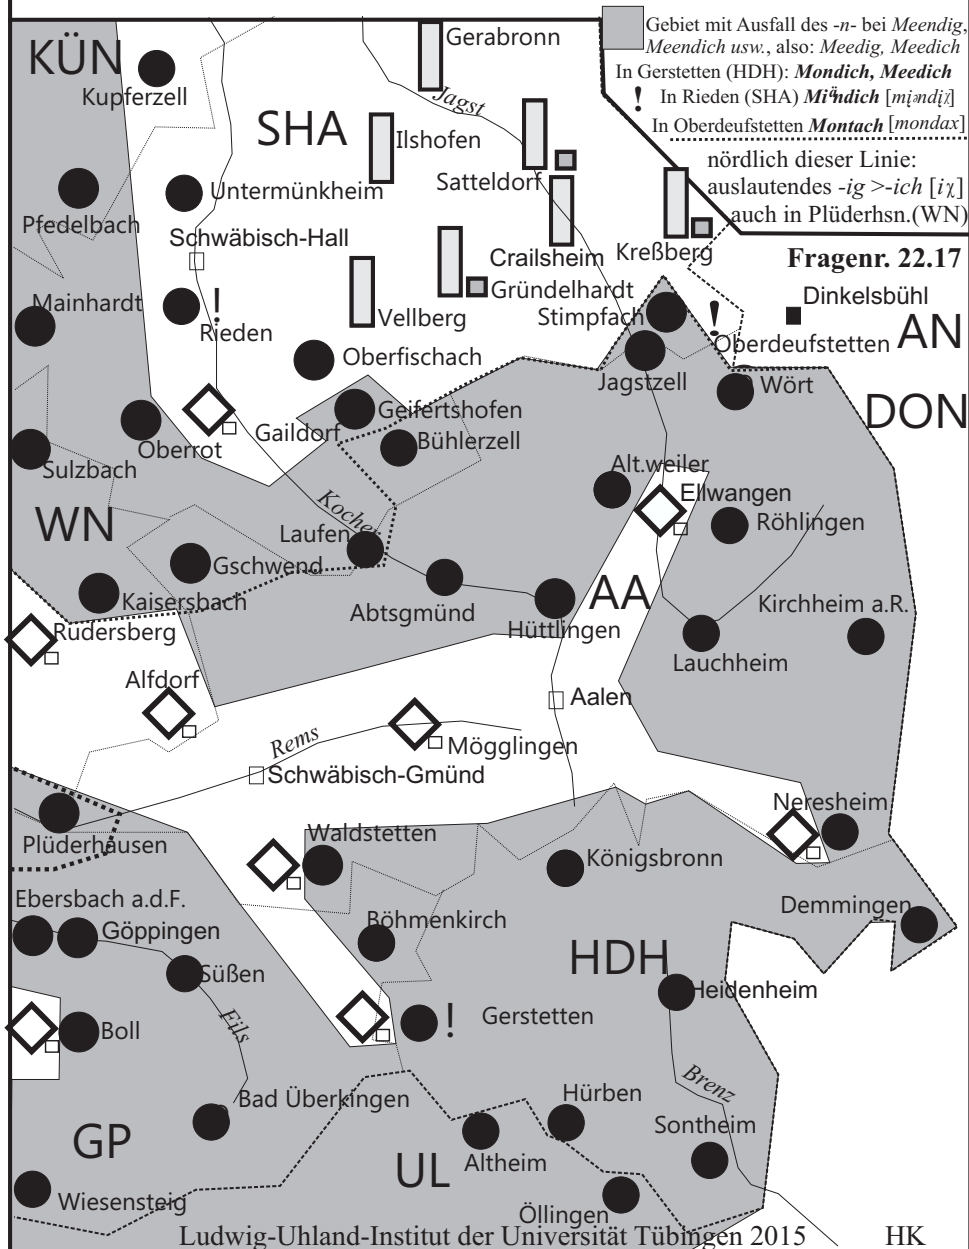 Gebiet mit Ausfall des -n- bei Meendig,
Meendich usw., also: Meedig, Meedich
In Gerstetten (HDH): Mondich, Meedich
! In Rieden (SHA)
In Oberdeufstetten Montach [mondax]
nördlich dieser Linie:
auslautendes -ig >-ich [iχ]
auch in Plüderhsn.(WN)
Fragenr. 22.17
KÜN
Kupferzell
Gerabronn
Jagst
SHA
Ilshofen
Satteldorf
Pfedelbach
Untermünkheim
Schwäbisch-Hall
Crailsheim
Kreßberg
Gründelhardt
Dinkelsbühl
Mainhardt
!
Rieden
Vellberg
Stimpfach
!
Oberdeufstetten
AN
Oberfischach
Jagstzell
Wört
DON
Gaildorf
Geifertshofen
Bühlerzell
Oberrot
Sulzbach
Alt.weiler
Ellwangen
Röhlingen
WN
Kocher
Laufen
Gschwend
Kaisersbach
Abtsgmünd
Hüttlingen
AA
Kirchheim a.R.
Rudersberg
Lauchheim
Alfdorf
Aalen
Rems
Mögglingen
Schwäbisch-Gmünd
Neresheim
Plüderhausen
Waldstetten
Königsbronn
Ebersbach a.d.F.
Göppingen
Böhmenkirch
Demmingen
Süßen
HDH
Heidenheim
Boll
Fils
!
Gerstetten
Bad Überkingen
Hürben
Brenz
Sontheim
GP
UL
Altheim
Wiesensteig
Öllingen
Ludwig-Uhland-Institut der Universität Tübingen 2015 HK